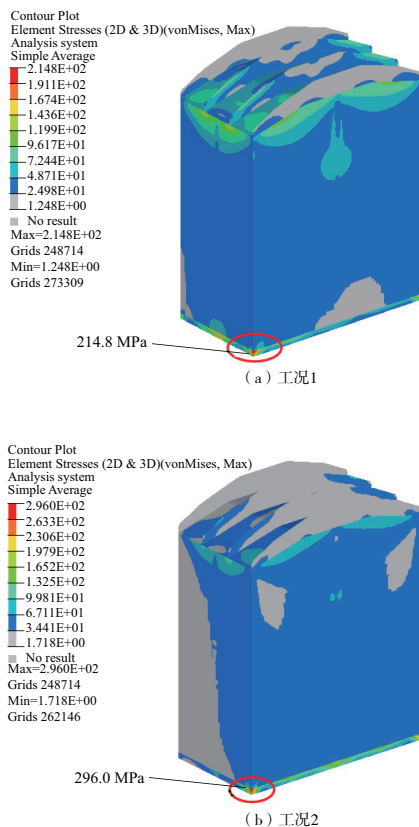 Contour Plot
Element Stresses (2D & 3D)(vonMises, Max)
Analysis system
Simple Average
2.148E+02
1.911E+02
1.674E+02
1.436E+02
1.199E+02
9.617E+01
7.244E+01
4.871E+01
2.498E+01
1.248E+00
No result
Max=2.148E+02
Grids 248714
Min=1.248E+00
Grids 273309
214.8 MPa
（a）工况1
Contour Plot
Element Stresses (2D & 3D)(vonMises, Max)
Analysis system
Simple Average
2.960E+02
2.633E+02
2.306E+02
1.979E+02
1.652E+02
1.325E+02
9.981E+01
6.711E+01
3.441E+01
1.718E+00
No result
Max=2.960E+02
Grids 248714
Min=1.718E+00
Grids 262146
296.0 MPa
（b）工况2